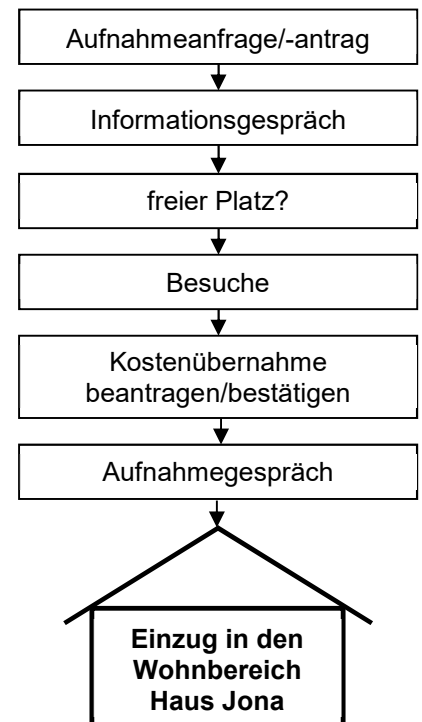 Aufnahmeanfrage/-antrag
Informationsgespräch
freier Platz?
Besuche
Kostenübernahme
beantragen/bestätigen
Aufnahmegespräch
Einzug in den
Wohnbereich
Haus Jona